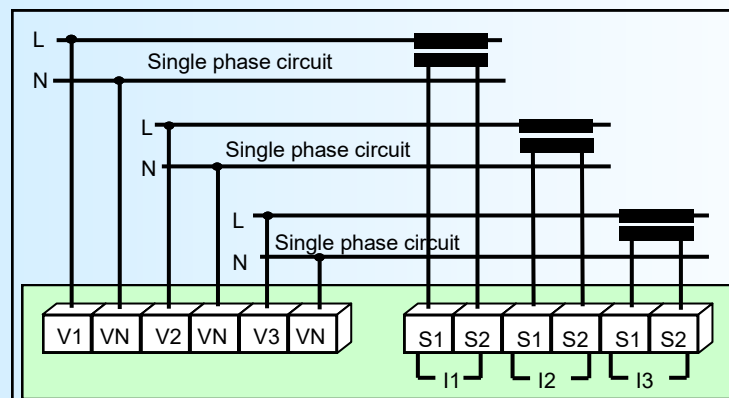 L
Single phase circuit
N
L
Single phase circuit
N
L
Single phase circuit
N
V1 VN V2 VN V3 VN S1 S2 S1 S2 S1 S2
I1 I2 I3